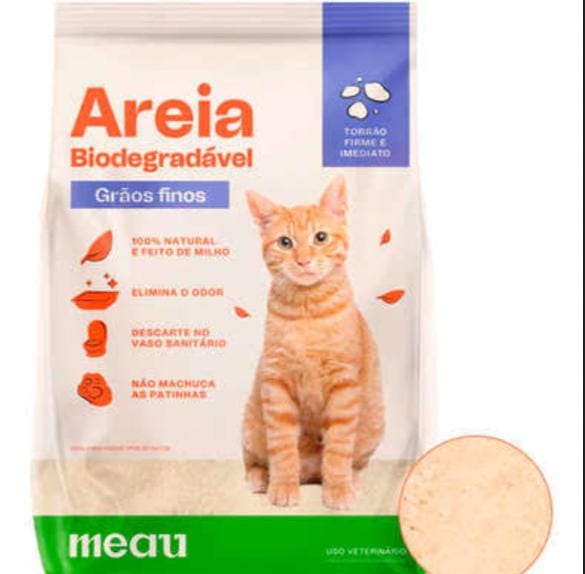 Areia
Biodegradável
Grãos finos
TORRÃO
FIRME E
IMEDIATO
100% NATURAL
E FEITO DE MILHO
ELIMINA O ODOR
DESCARTE NO
VASO SANITÁRIO
NÃO MACHUCA
AS PATINHAS
meau
USO VETERINÁRIO